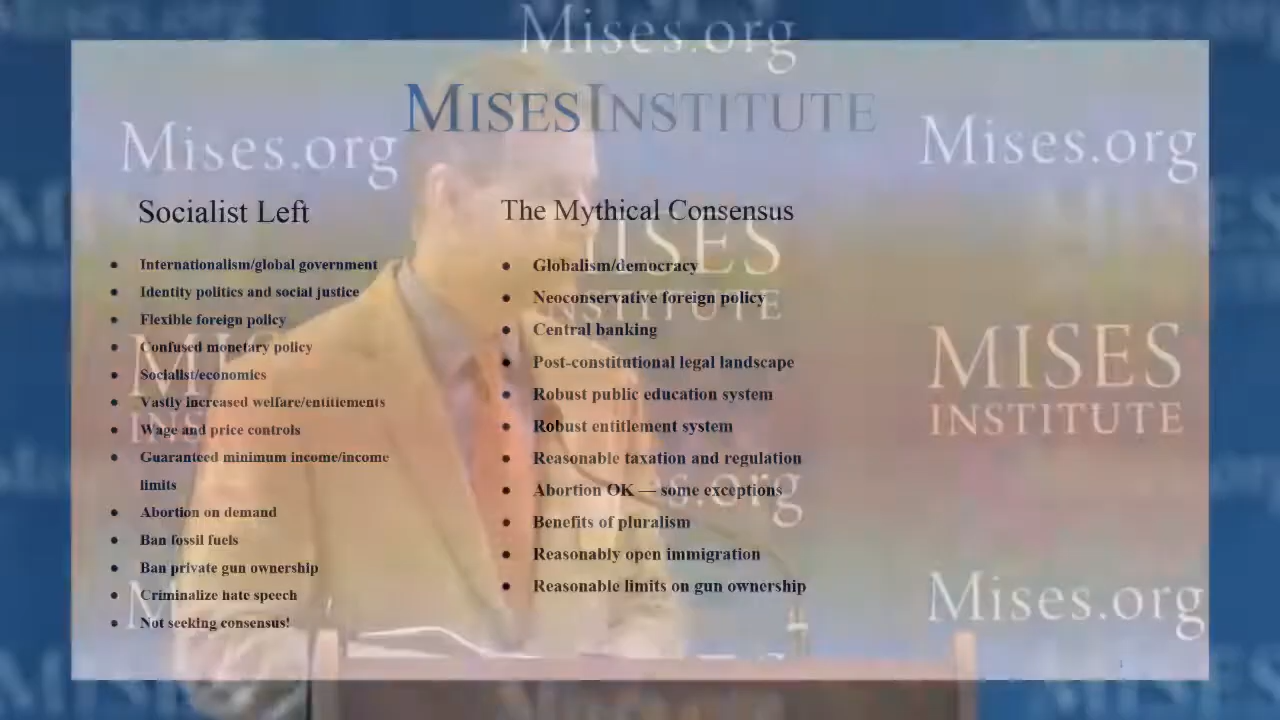 Mises.org
MISESINSTITUTE
Mises.org
Mises.org
Socialist Left
Internationalism/global government
Identity politics and social justice
Flexible foreign policy
Confused monetary policy
Socialist/economics
Vastly increased welfare/entitlements
Wage and price controls
Guaranteed minimum income/income
limits
Abortion on demand
Ban fossil fuels
Ban private gun ownership
Criminalize hate speech
Not seeking consensus!
The Mythical Consensus
Globalism/democracy
Neoconservative foreign policy
Central banking
Post-constitutional legal landscape
Robust public education system
Robust entitlement system
Reasonable taxation and regulation
Abortion OK — some exceptions
Benefits of pluralism
Reasonably open immigration
Reasonable limits on gun ownership
MISES
INSTITUTE
MISES
INSTITUTE
Mises.org